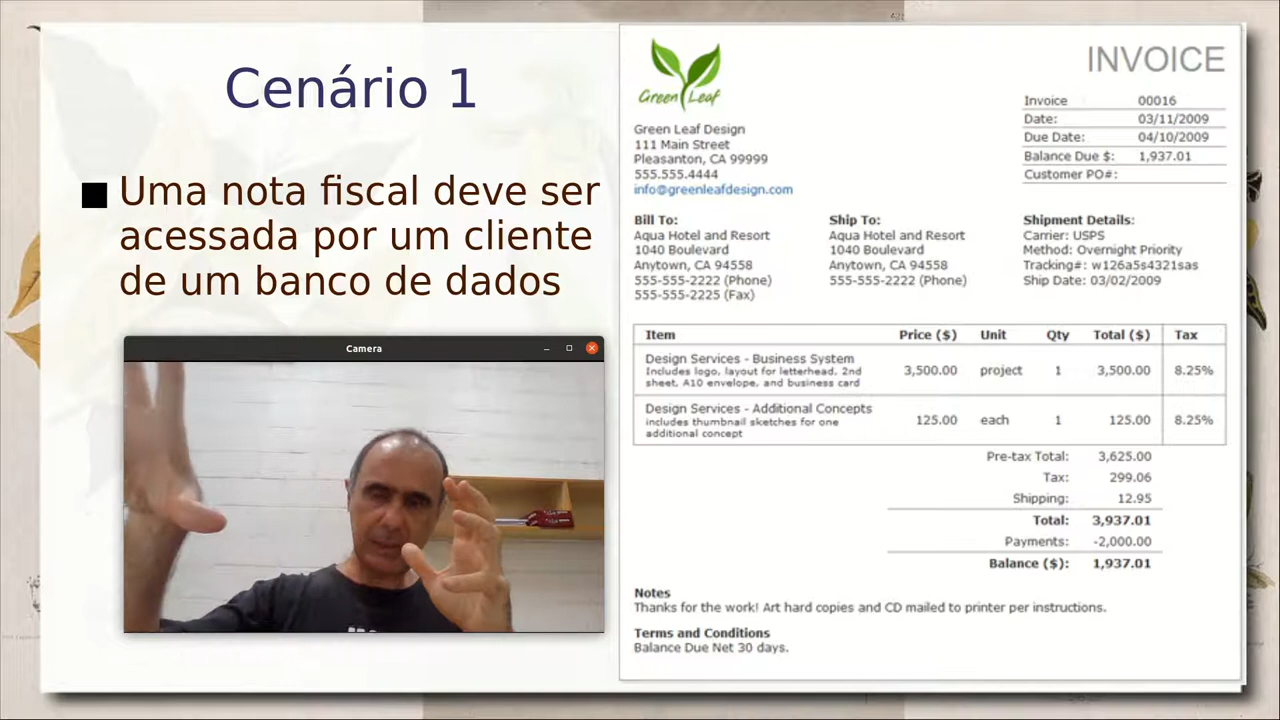 Cenário 1
Uma nota fiscal deve ser
acessada por um cliente
de um banco de dados
Camera
Green Leaf
INVOICE
Invoice 00016
Date: 03/11/2009
Due Date: 04/10/2009
Balance Due $: 1,937.01
Customer PO#:
Green Leaf Design
111 Main Street
Pleasanton, CA 99999
555.555.4444
info@greenleafdesign.com
Bill To:
Aqua Hotel and Resort
1040 Boulevard
Anytown, CA 94558
555-555-2222 (Phone)
555-555-2225 (Fax)
Ship To:
Aqua Hotel and Resort
1040 Boulevard
Anytown, CA 94558
555-555-2222 (Phone)
Shipment Details:
Carrier: USPS
Method: Overnight Priority
Tracking#: w126a5s4321sas
Ship Date: 03/02/2009
Item Price ($) Unit Qty Total ($) Tax
Design Services - Business System
Includes logo, layout for letterhead, 2nd
sheet, A10 envelope, and business card
3,500.00 project 1 3,500.00 8.25%
Design Services - Additional Concepts
includes thumbnail sketches for one
additional concept
125.00 each 1 125.00 8.25%
Pre-tax Total: 3,625.00
Tax: 299.06
Shipping: 12.95
Total: 3,937.01
Payments: -2,000.00
Balance ($): 1,937.01
Notes
Thanks for the work! Art hard copies and CD mailed to printer per instructions.
Terms and Conditions
Balance Due Net 30 days.